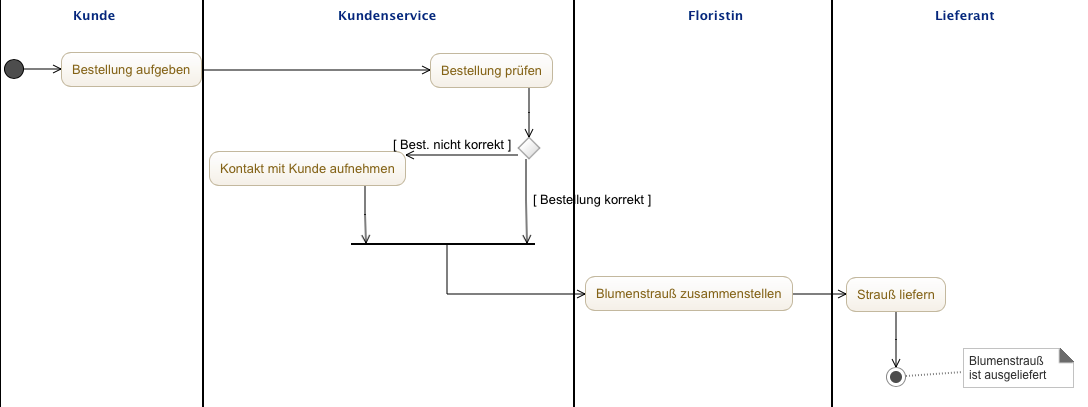 Kunde
Kundenservice
Floristin
Lieferant
Bestellung aufgeben
Bestellung prüfen
[ Best. nicht korrekt ]
Kontakt mit Kunde aufnehmen
[ Bestellung korrekt ]
Blumenstrauß zusammenstellen
Strauß liefern
Blumenstrauß
ist ausgeliefert